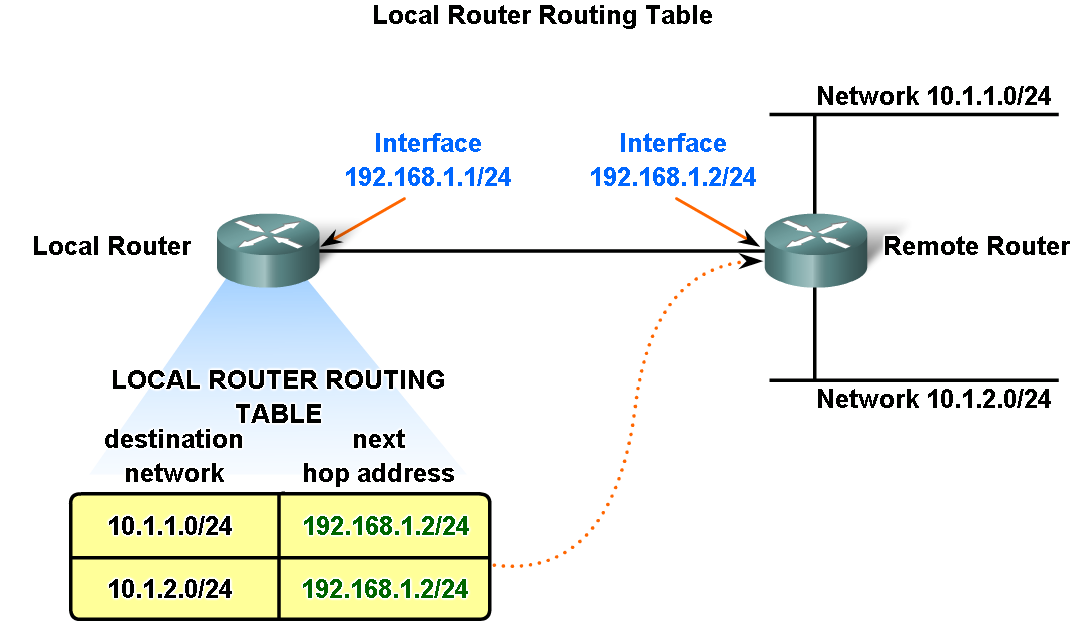 Local Router Routing Table
Network 10.1.1.0/24
Interface
192.168.1.1/24
Interface
192.168.1.2/24
Local Router
Remote Router
LOCAL ROUTER ROUTING
TABLE
Network 10.1.2.0/24
destination
network
next
hop address
10.1.1.0/24
192.168.1.2/24
10.1.2.0/24
192.168.1.2/24